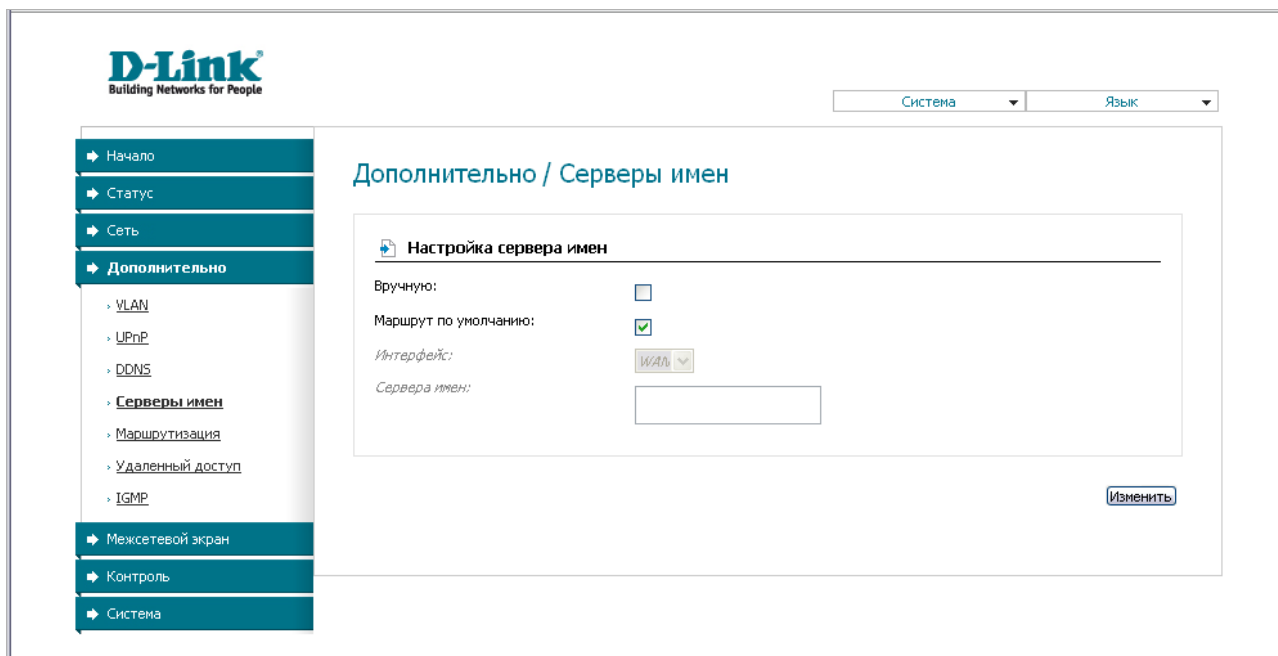 D-Link
Building Networks for People
Система
Язык
Начало
Статус
Сеть
Дополнительно
VLAN
UPnP
DDNS
Серверы имен
Маршрутизация
Удаленный доступ
IGMP
Межсетевой экран
Контроль
Система
Дополнительно / Серверы имен
Настройка сервера имен
Вручную:
Маршрут по умолчанию:
Интерфейс:
Сервера имен:
Изменить